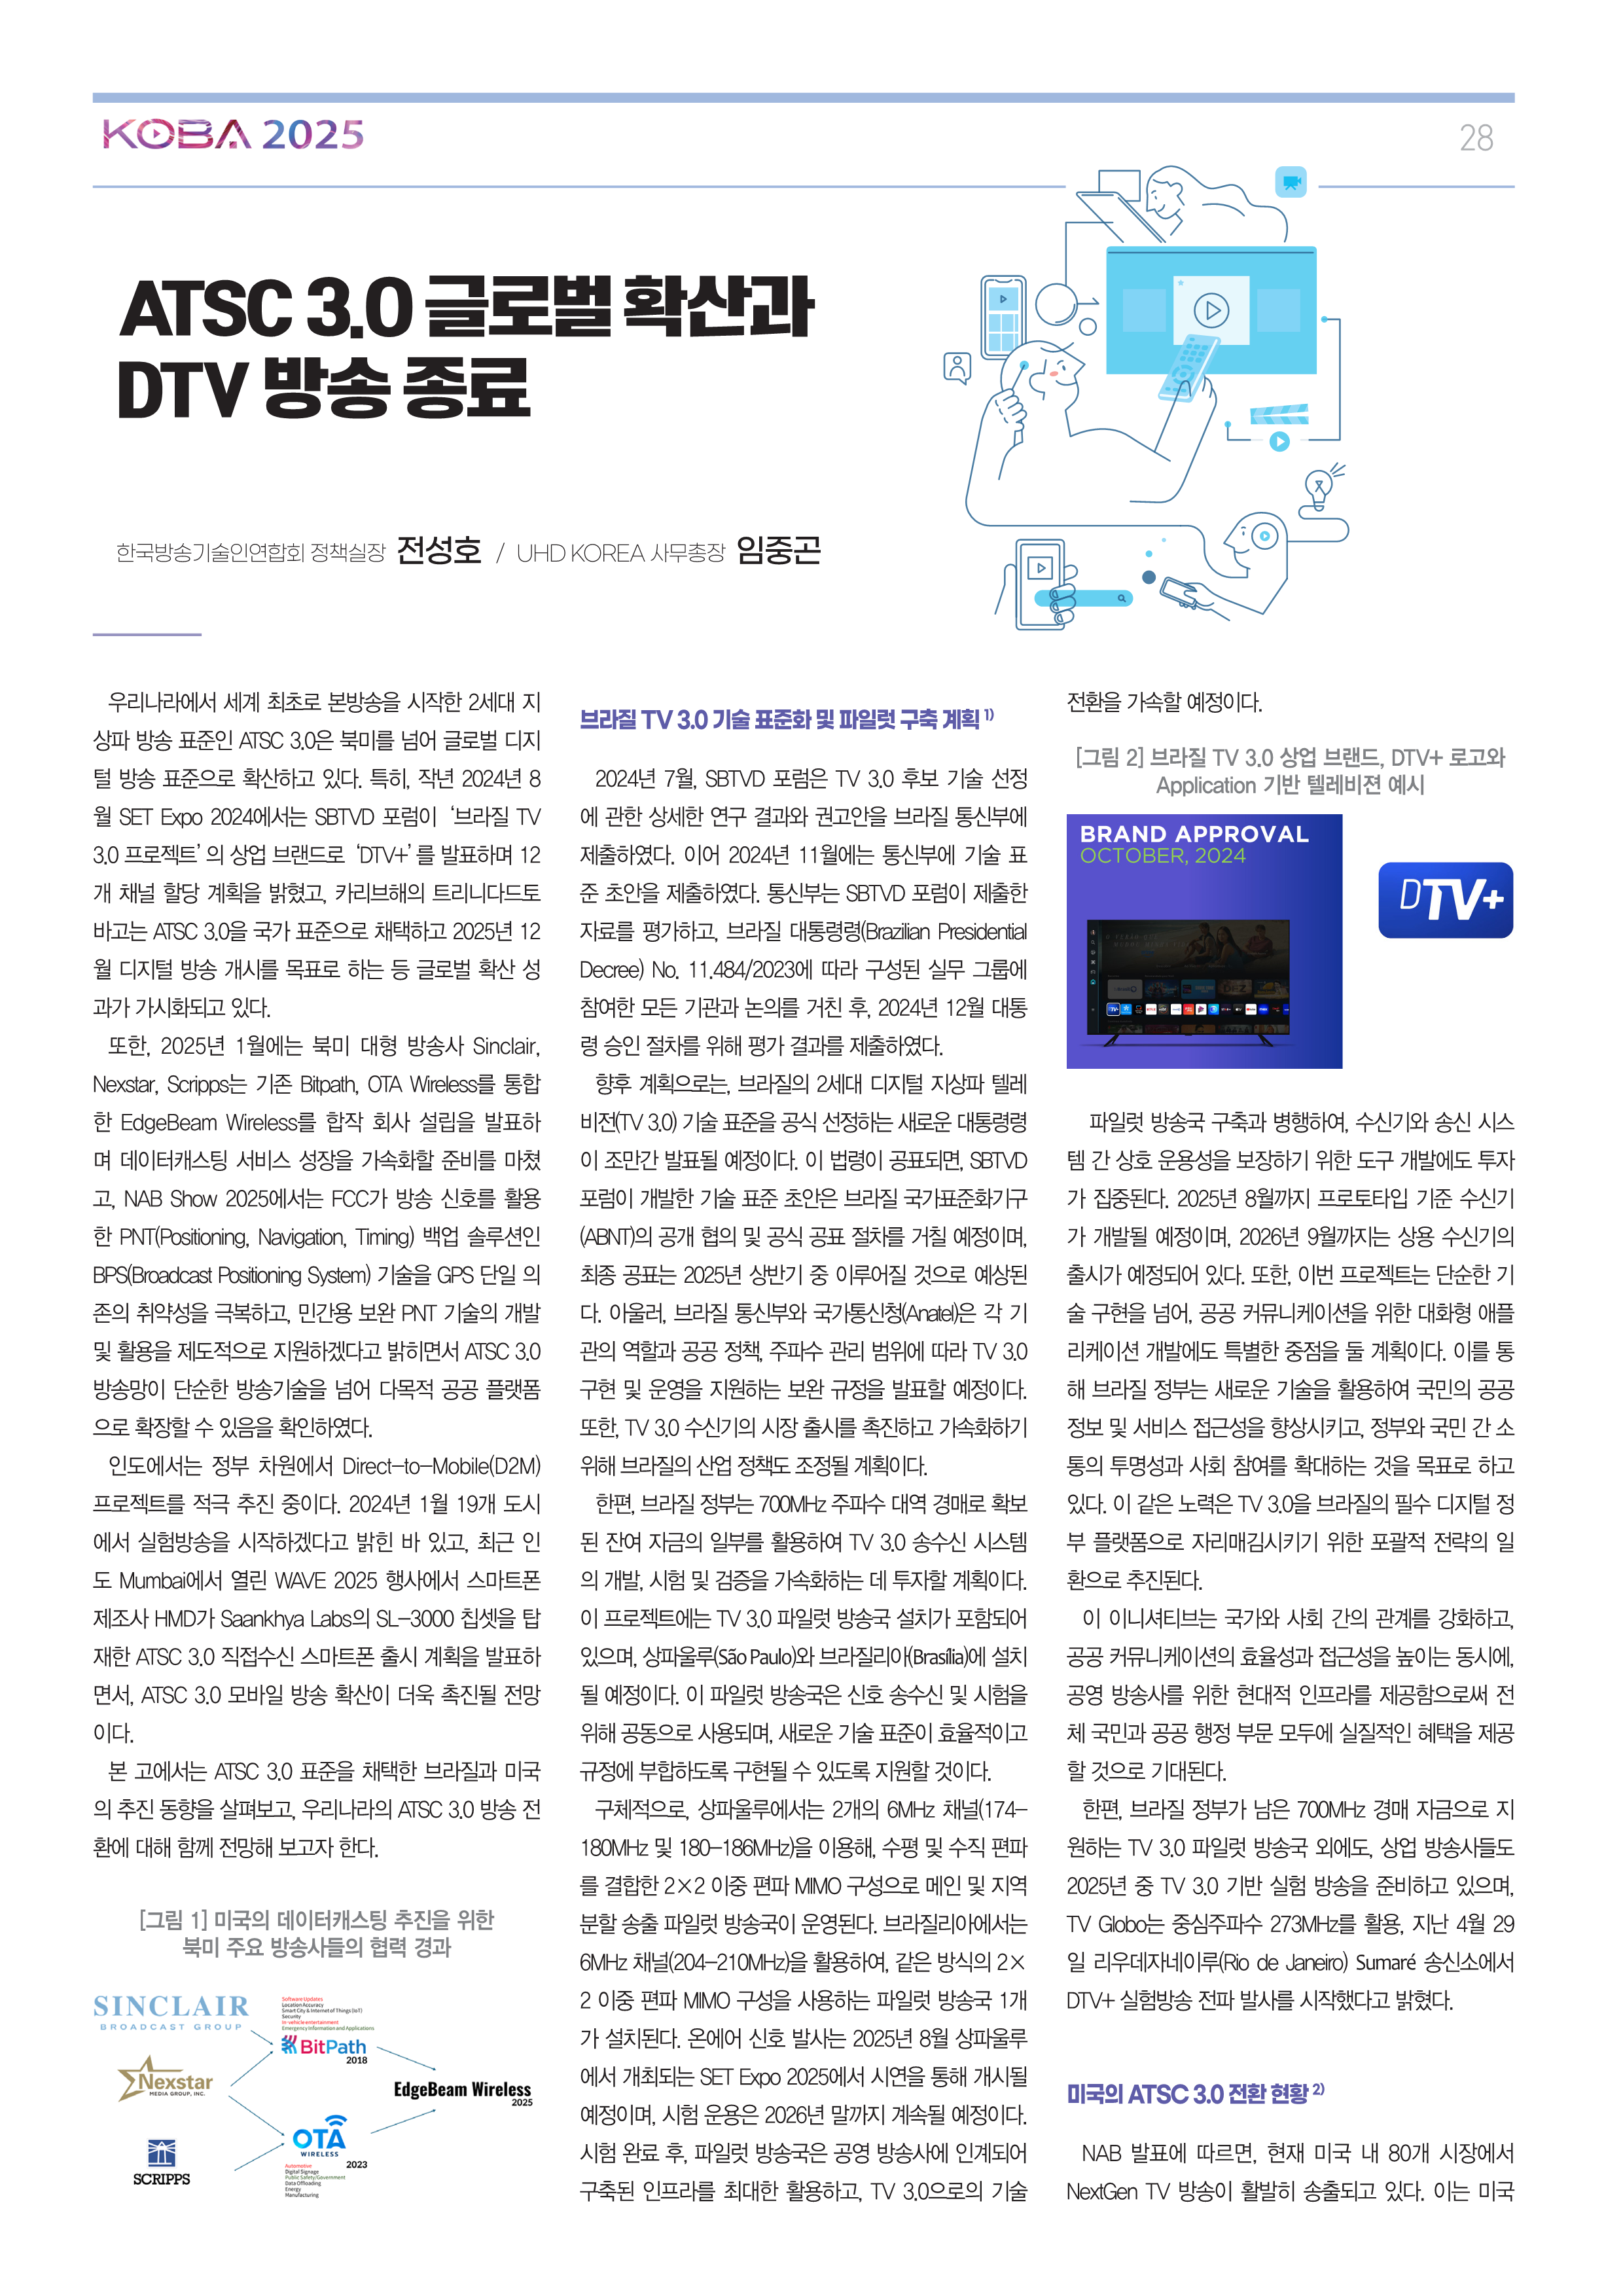 KOBA 2025
28
ATSC 3.0 글로벌 확산과
DTV 방송 종료
한국방송기술인연합회 정책실장 전성호 / UHD KOREA 사무총장 임중곤
우리나라에서 세계 최초로 본방송을 시작한 2세대 지
상파 방송 표준인 ATSC 3.0은 북미를 넘어 글로벌 디지
털 방송 표준으로 확산하고 있다. 특히, 작년 2024년 8
월 SET Expo 2024에서는 SBTVD 포럼이 ‘브라질 TV
3.0 프로젝트’의 상업 브랜드로 ‘DTV+’를 발표하며 12
개 채널 할당 계획을 밝혔고, 카리브해의 트리니다드토
바고는 ATSC 3.0을 국가 표준으로 채택하고 2025년 12
월 디지털 방송 개시를 목표로 하는 등 글로벌 확산 성
과가 가시화되고 있다.
또한, 2025년 1월에는 북미 대형 방송사 Sinclair,
Nexstar, Scripps는 기존 Bitpath, OTA Wireless를 통합
한 EdgeBeam Wireless를 합작 회사 설립을 발표하
며 데이터캐스팅 서비스 성장을 가속화할 준비를 마쳤
고, NAB Show 2025에서는 FCC가 방송 신호를 활용
한 PNT(Positioning, Navigation, Timing) 백업 솔루션인
BPS(Broadcast Positioning System) 기술을 GPS 단일 의
존의 취약성을 극복하고, 민간용 보완 PNT 기술의 개발
및 활용을 제도적으로 지원하겠다고 밝히면서 ATSC 3.0
방송망이 단순한 방송기술을 넘어 다목적 공공 플랫폼
으로 확장할 수 있음을 확인하였다.
인도에서는 정부 차원에서 Direct-to-Mobile(D2M)
프로젝트를 적극 추진 중이다. 2024년 1월 19개 도시
에서 실험방송을 시작하겠다고 밝힌 바 있고, 최근 인
도 Mumbai에서 열린 WAVE 2025 행사에서 스마트폰
제조사 HMD가 Saankhya Labs의 SL-3000 칩셋을 탑
재한 ATSC 3.0 직접수신 스마트폰 출시 계획을 발표하
면서, ATSC 3.0 모바일 방송 확산이 더욱 촉진될 전망
이다.
본 고에서는 ATSC 3.0 표준을 채택한 브라질과 미국
의 추진 동향을 살펴보고, 우리나라의 ATSC 3.0 방송 전
환에 대해 함께 전망해 보고자 한다.
[그림 1] 미국의 데이터캐스팅 추진을 위한
북미 주요 방송사들의 협력 경과
SINCLAIR
BROADCAST GROUP
Nexstar
MEDIA GROUP, INC.
SCRIPPS
Software Updates
Location Accuracy
Smart City & Internet of Things (IoT)
Security
In-vehicle entertainment
Emergency Information and Applications
BitPath
2018
OTA
WIRELESS
2023
Automotive
Digital Signage
Public Safety/Government
Data Offloading
Energy
Manufacturing
EdgeBeam Wireless
2025
브라질 TV 3.0 기술 표준화 및 파일럿 구축 계획 1)
2024년 7월, SBTVD 포럼은 TV 3.0 후보 기술 선정
에 관한 상세한 연구 결과와 권고안을 브라질 통신부에
제출하였다. 이어 2024년 11월에는 통신부에 기술 표
준 초안을 제출하였다. 통신부는 SBTVD 포럼이 제출한
자료를 평가하고, 브라질 대통령령(Brazilian Presidential
Decree) No. 11.484/2023에 따라 구성된 실무 그룹에
참여한 모든 기관과 논의를 거친 후, 2024년 12월 대통
령 승인 절차를 위해 평가 결과를 제출하였다.
향후 계획으로는, 브라질의 2세대 디지털 지상파 텔레
비전(TV 3.0) 기술 표준을 공식 선정하는 새로운 대통령령
이 조만간 발표될 예정이다. 이 법령이 공표되면, SBTVD
포럼이 개발한 기술 표준 초안은 브라질 국가표준화기구
(ABNT)의 공개 협의 및 공식 공표 절차를 거칠 예정이며,
최종 공표는 2025년 상반기 중 이루어질 것으로 예상된
다. 아울러, 브라질 통신부와 국가통신청(Anatel)은 각 기
관의 역할과 공공 정책, 주파수 관리 범위에 따라 TV 3.0
구현 및 운영을 지원하는 보완 규정을 발표할 예정이다.
또한, TV 3.0 수신기의 시장 출시를 촉진하고 가속화하기
위해 브라질의 산업 정책도 조정될 계획이다.
한편, 브라질 정부는 700MHz 주파수 대역 경매로 확보
된 잔여 자금의 일부를 활용하여 TV 3.0 송수신 시스템
의 개발, 시험 및 검증을 가속화하는 데 투자할 계획이다.
이 프로젝트에는 TV 3.0 파일럿 방송국 설치가 포함되어
있으며, 상파울루(São Paulo)와 브라질리아(Brasília)에 설치
될 예정이다. 이 파일럿 방송국은 신호 송수신 및 시험을
위해 공동으로 사용되며, 새로운 기술 표준이 효율적이고
규정에 부합하도록 구현될 수 있도록 지원할 것이다.
구체적으로, 상파울루에서는 2개의 6MHz 채널(174-
180MHz 및 180-186MHz)을 이용해, 수평 및 수직 편파
를 결합한 2×2 이중 편파 MIMO 구성으로 메인 및 지역
분할 송출 파일럿 방송국이 운영된다. 브라질리아에서는
6MHz 채널(204-210MHz)을 활용하여, 같은 방식의 2×
2 이중 편파 MIMO 구성을 사용하는 파일럿 방송국 1개
가 설치된다. 온에어 신호 발사는 2025년 8월 상파울루
에서 개최되는 SET Expo 2025에서 시연을 통해 개시될
예정이며, 시험 운용은 2026년 말까지 계속될 예정이다.
시험 완료 후, 파일럿 방송국은 공영 방송사에 인계되어
구축된 인프라를 최대한 활용하고, TV 3.0으로의 기술
전환을 가속할 예정이다.
[그림 2] 브라질 TV 3.0 상업 브랜드, DTV+ 로고와
Application 기반 텔레비젼 예시
BRAND APPROVAL
OCTOBER, 2024
DTV+
파일럿 방송국 구축과 병행하여, 수신기와 송신 시스
템 간 상호 운용성을 보장하기 위한 도구 개발에도 투자
가 집중된다. 2025년 8월까지 프로토타입 기준 수신기
가 개발될 예정이며, 2026년 9월까지는 상용 수신기의
출시가 예정되어 있다. 또한, 이번 프로젝트는 단순한 기
술 구현을 넘어, 공공 커뮤니케이션을 위한 대화형 애플
리케이션 개발에도 특별한 중점을 둘 계획이다. 이를 통
해 브라질 정부는 새로운 기술을 활용하여 국민의 공공
정보 및 서비스 접근성을 향상시키고, 정부와 국민 간 소
통의 투명성과 사회 참여를 확대하는 것을 목표로 하고
있다. 이 같은 노력은 TV 3.0을 브라질의 필수 디지털 정
부 플랫폼으로 자리매김시키기 위한 포괄적 전략의 일
환으로 추진된다.
이 이니셔티브는 국가와 사회 간의 관계를 강화하고,
공공 커뮤니케이션의 효율성과 접근성을 높이는 동시에,
공영 방송사를 위한 현대적 인프라를 제공함으로써 전
체 국민과 공공 행정 부문 모두에 실질적인 혜택을 제공
할 것으로 기대된다.
한편, 브라질 정부가 남은 700MHz 경매 자금으로 지
원하는 TV 3.0 파일럿 방송국 외에도, 상업 방송사들도
2025년 중 TV 3.0 기반 실험 방송을 준비하고 있으며,
TV Globo는 중심주파수 273MHz를 활용, 지난 4월 29
일 리우데자네이루(Rio de Janeiro) Sumaré 송신소에서
DTV+ 실험방송 전파 발사를 시작했다고 밝혔다.
미국의 ATSC 3.0 전환 현황 2)
NAB 발표에 따르면, 현재 미국 내 80개 시장에서
NextGen TV 방송이 활발히 송출되고 있다. 이는 미국